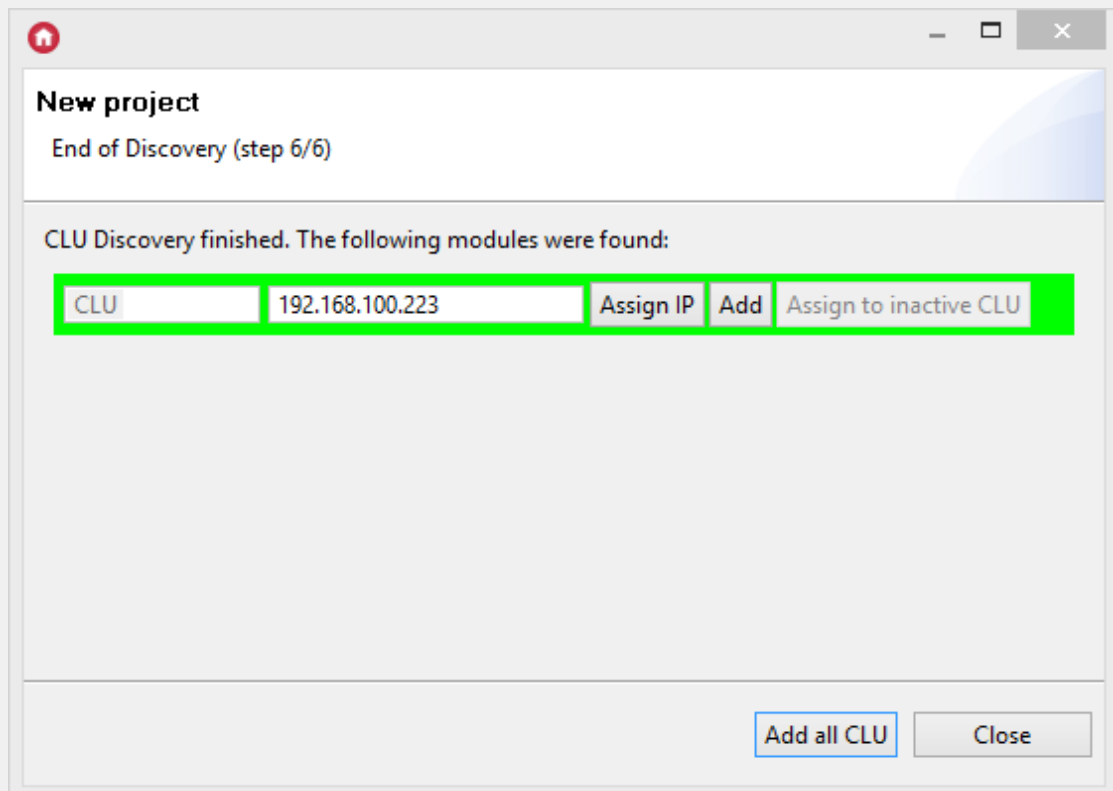 New project
End of Discovery (step 6/6)
CLU Discovery finished. The following modules were found:
CLU 192.168.100.223 Assign IP Add Assign to inactive CLU
Add all CLU Close